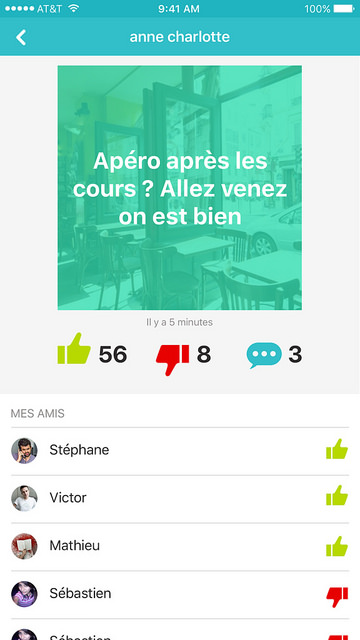 AT&T 9:41 AM 100%
anne charlotte
Apéro après les
cours ? Allez venez
on est bien
Il y a 5 minutes
56 8 3
MES AMIS
Stéphane
Victor
Mathieu
Sébastien